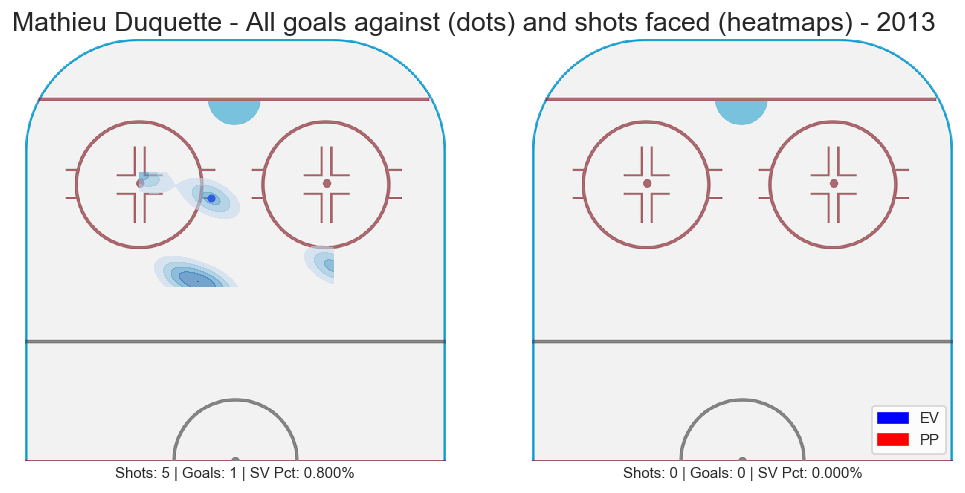 Mathieu Duquette - All goals against (dots) and shots faced (heatmaps) - 2013
EV
PP
Shots: 5 | Goals: 1 | SV Pct: 0.800%
Shots: 0 | Goals: 0 | SV Pct: 0.000%